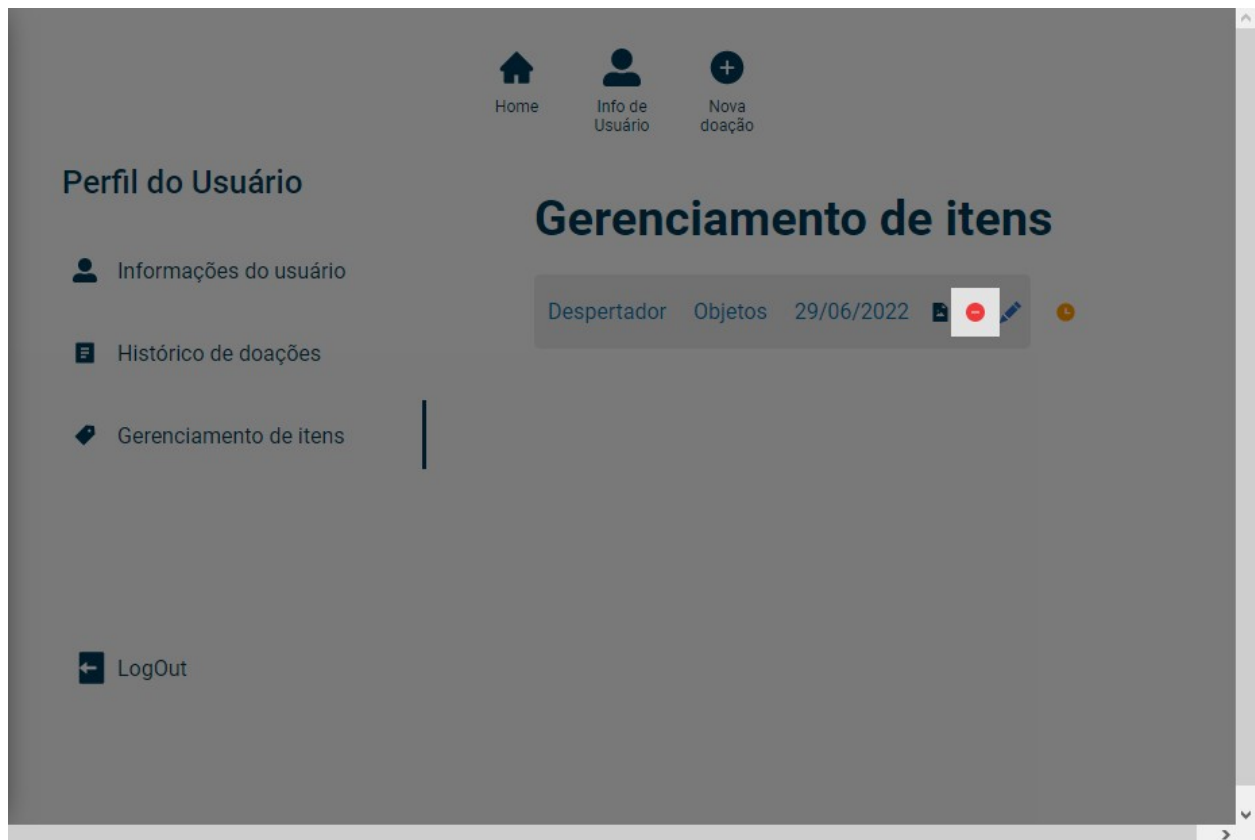 Home
Info de
Usuário
Nova
doação
Perfil do Usuário
Informações do usuário
Histórico de doações
Gerenciamento de itens
LogOut
Gerenciamento de itens
Despertador Objetos 29/06/2022